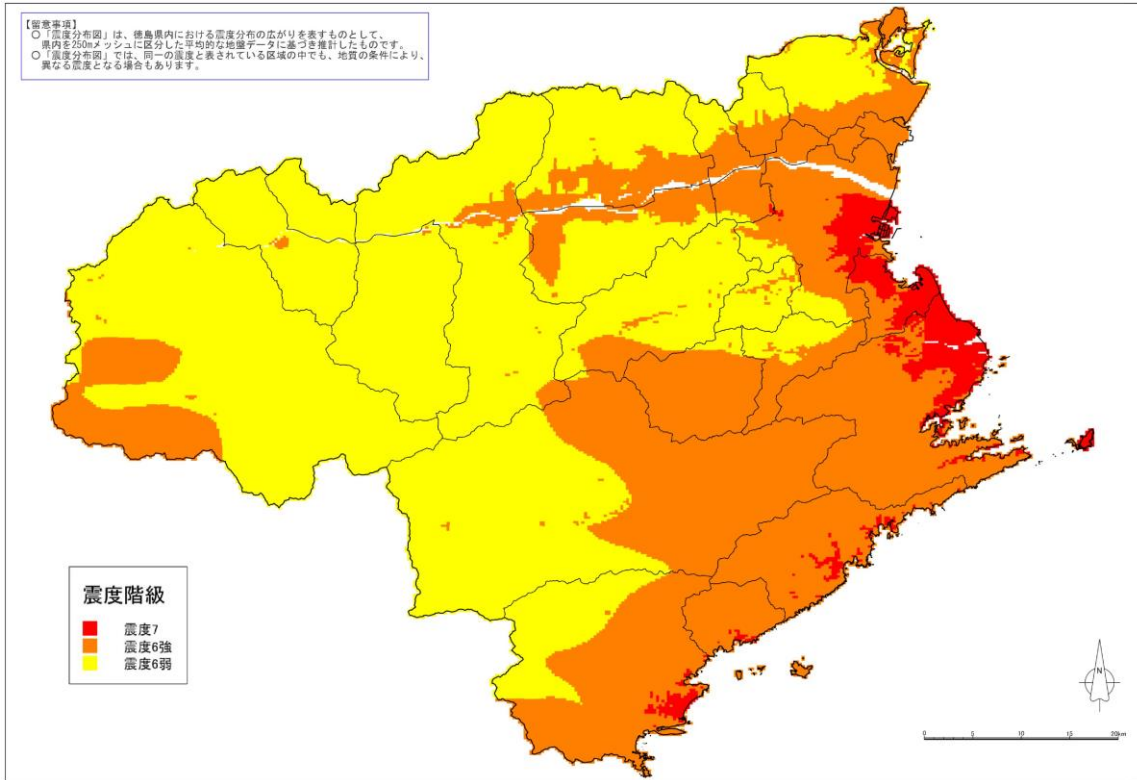 【留意事項】
○「震度分布図」は、徳島県内における震度分布の広がりを表すものとして、
県内を250mメッシュに区分した平均的な地盤データに基づき推計したものです。
○「震度分布図」では、同一の震度と表されている区域の中でも、地質の条件により、
異なる震度となる場合もあります。
震度階級
震度7
震度6強
震度6弱
N
0 5 10 15 20km